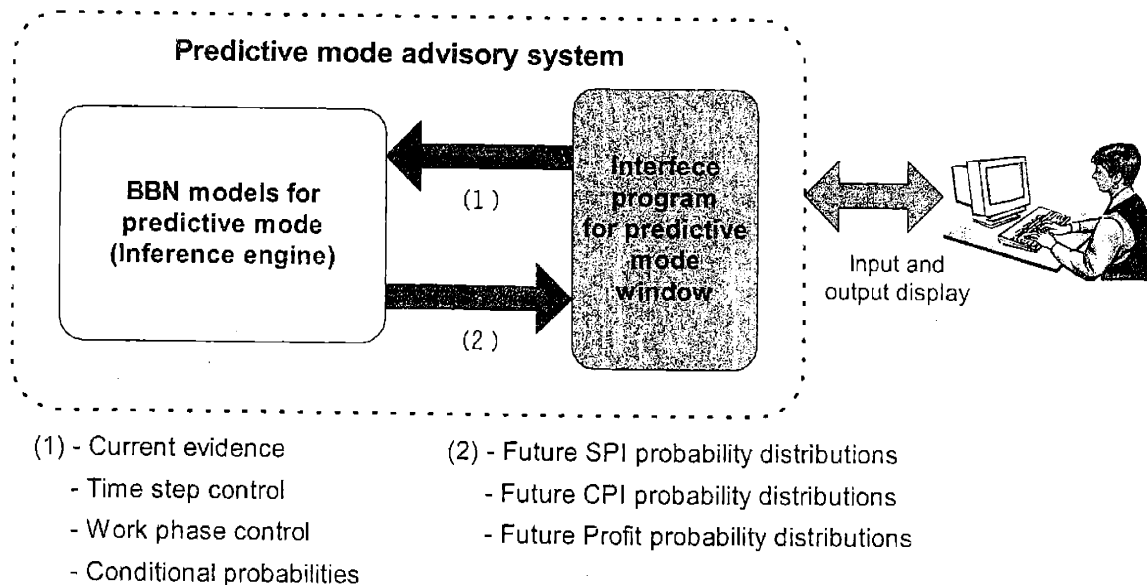 Predictive mode advisory system
BBN models for
predictive mode
(Inference engine)
(1)
(2)
Interfece
program
for predictive
mode
window
Input and
output display
(1) - Current evidence
- Time step control
- Work phase control
- Conditional probabilities
(2) - Future SPI probability distributions
- Future CPI probability distributions
- Future Profit probability distributions